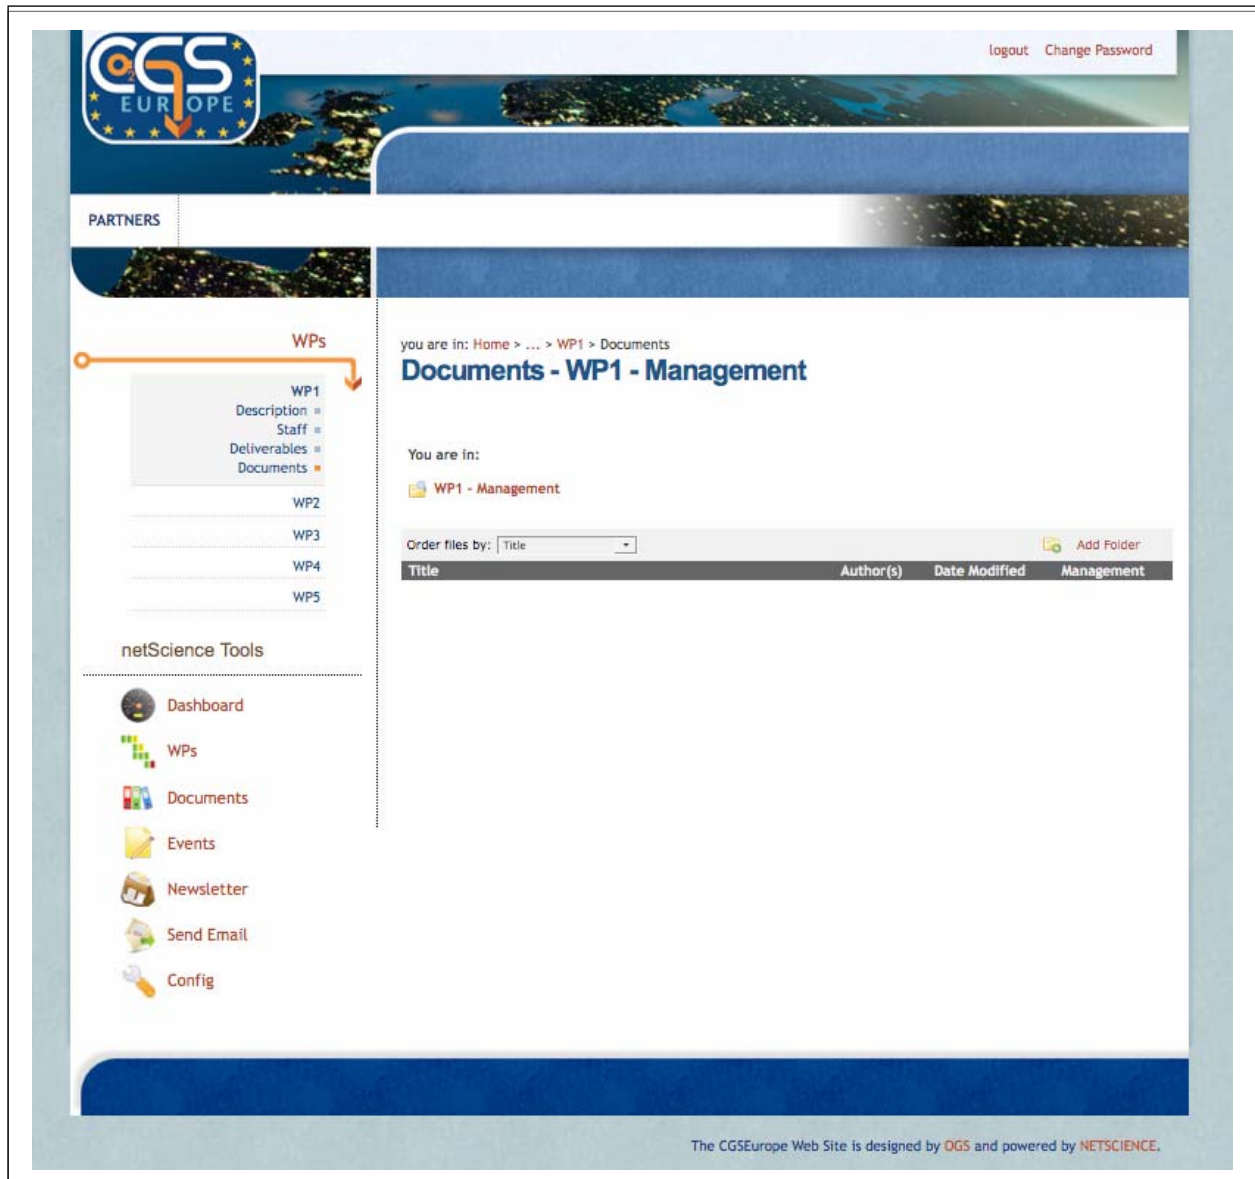 CO2GS
EUROPE
logout Change Password
PARTNERS
WPs
WP1
Description
Staff
Deliverables
Documents
WP2
WP3
WP4
WP5
netScience Tools
Dashboard
WPs
Documents
Events
Newsletter
Send Email
Config
you are in: Home > ... > WP1 > Documents
Documents - WP1 - Management
You are in:
WP1 - Management
Order files by: Title Add Folder
Title Author(s) Date Modified Management
The CGSEurope Web Site is designed by OGS and powered by NETSCIENCE.